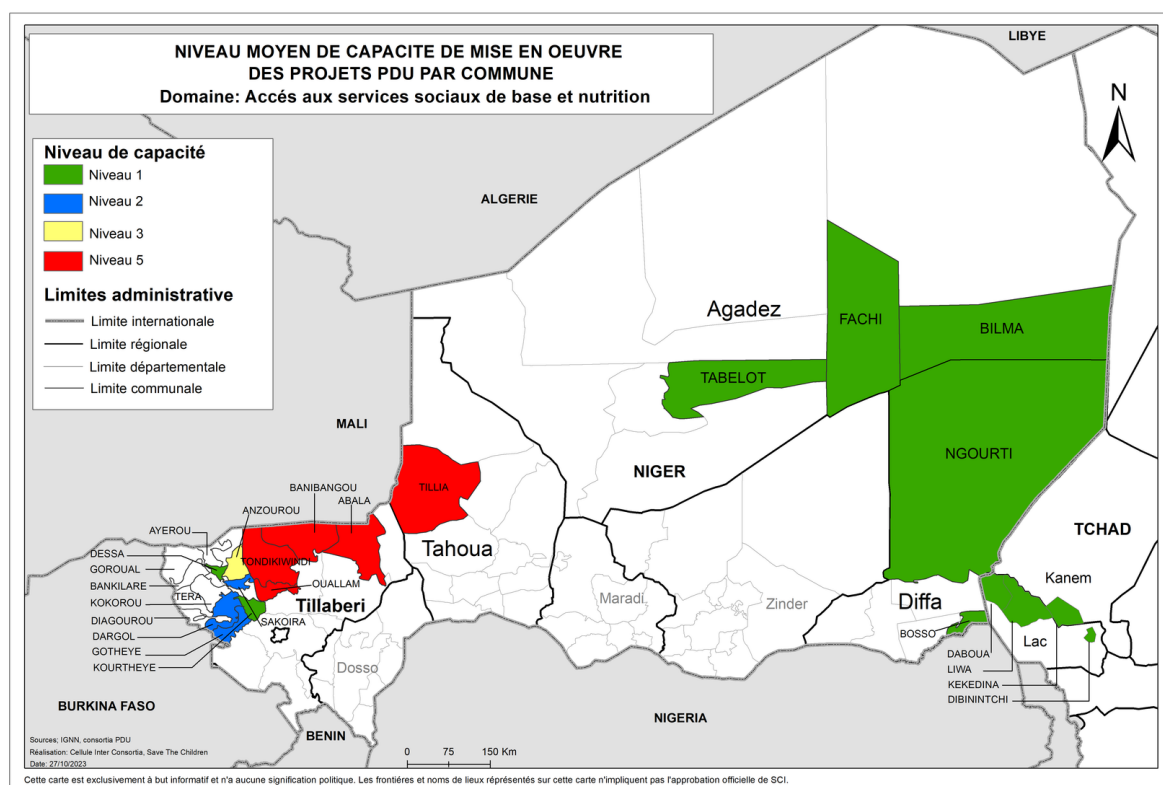 NIVEAU MOYEN DE CAPACITE DE MISE EN OEUVRE
DES PROJETS PDU PAR COMMUNE
Domaine: Accés aux services sociaux de base et nutrition
LIBYE
N
Niveau de capacité
Niveau 1
Niveau 2
Niveau 3
Niveau 5
Limites administrative
Limite internationale
Limite régionale
Limite départementale
Limite communale
ALGERIE
Agadez
FACHI
BILMA
TABELOT
MALI
NIGER
NGOURTI
TILLIA
BANIBANGOU
ABALA
ANZOUROU
AYEROU
TCHAD
DESSA
GOROUAL
BANKILARE
KOKOROU
DIAGOUROU
DARGOL
GOTHEYE
KOURTHEYE
TERA
TONDIKIWINDI
OUALLAM
Tillaberi
SAKOIRA
Tahoua
Maradi
Zinder
Diffa
Kanem
BOSSO
Lac
DABOUA
LIWA
KEKEDINA
DIBININTCHI
Dosso
BURKINA FASO
BENIN
NIGERIA
Sources; IGNN, consortia PDU
Réalisation: Cellule Inter Consortia, Save The Children
Date: 27/10/2023
0 75 150 Km
Cette carte est exclusivement à but informatif et n'a aucune signification politique. Les frontières et noms de lieux réprésentés sur cette carte n'impliquent pas l'approbation officielle de SCI.